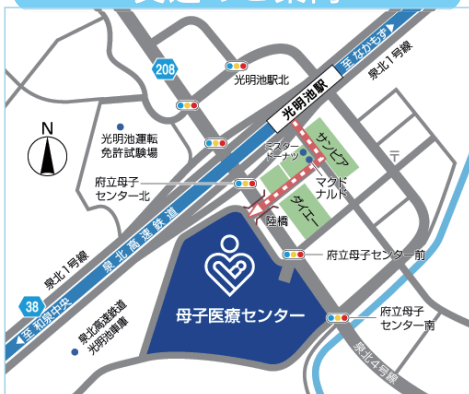 交通のご案内
至 なかもず
泉北1号線
208
光明池駅北
光明池駅
N
光明池運転
免許試験場
ミスター
ドーナツ
サンピア
〒
府立母子
センター北
マクド
ナルド
ダイエー
陸橋
泉北1号線
泉北高速鉄道
府立母子センター前
38
至 和泉中央
母子医療センター
泉北高速鉄道
光明池車庫
府立母子
センター南
泉北4号線